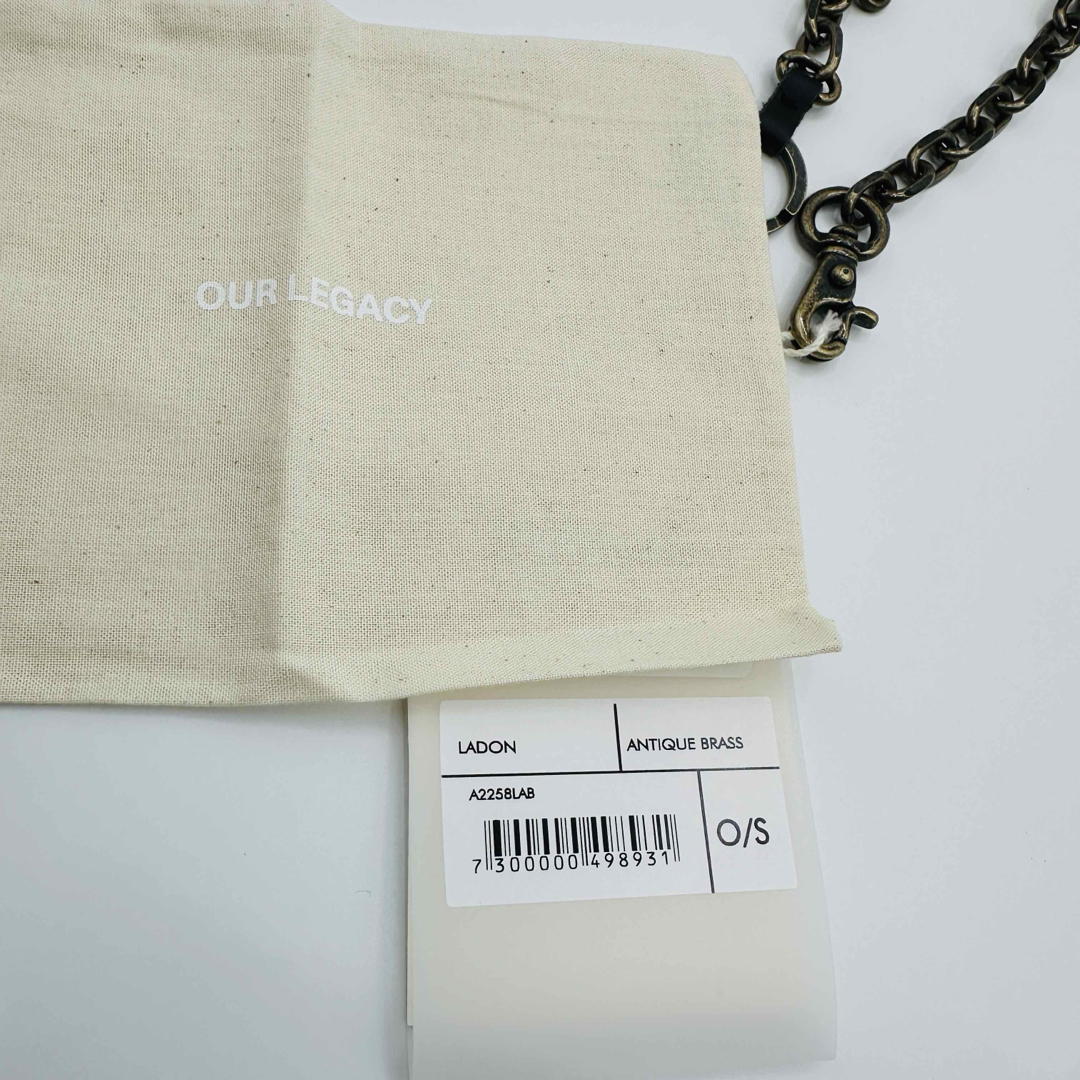 OUR LEGACY
LADON
ANTIQUE BRASS
A2258LAB
O/S
7 300000 498931